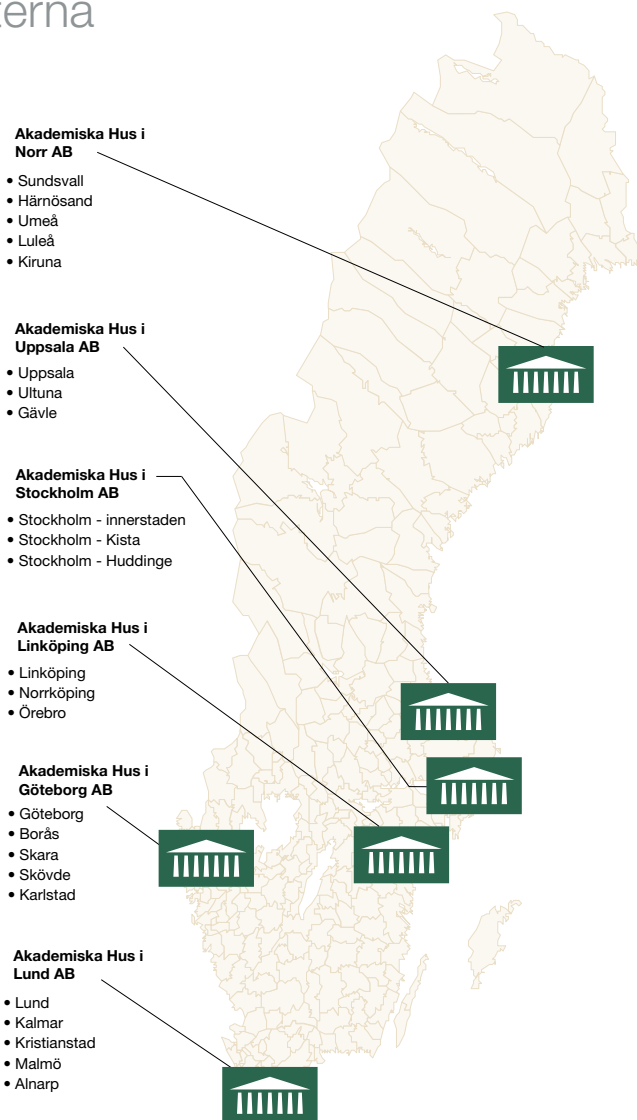 terna
Akademiska Hus i
Norr AB
• Sundsvall
• Härnösand
• Umeå
• Luleå
• Kiruna
Akademiska Hus i
Uppsala AB
• Uppsala
• Ultuna
• Gävle
Akademiska Hus i
Stockholm AB
• Stockholm - innerstaden
• Stockholm - Kista
• Stockholm - Huddinge
Akademiska Hus i
Linköping AB
• Linköping
• Norrköping
• Örebro
Akademiska Hus i
Göteborg AB
• Göteborg
• Borås
• Skara
• Skövde
• Karlstad
Akademiska Hus i
Lund AB
• Lund
• Kalmar
• Kristianstad
• Malmö
• Alnarp